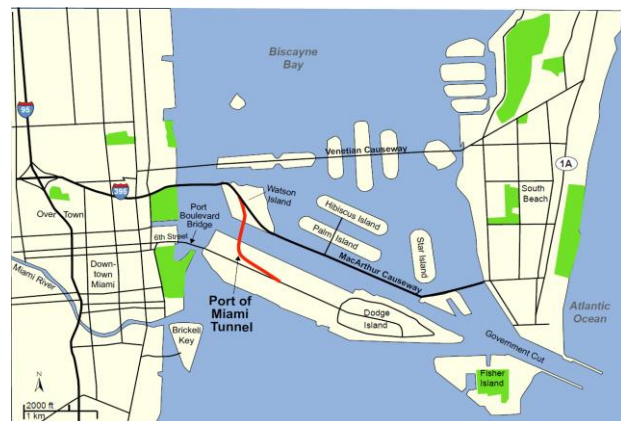 Biscayne
Bay
95
Venetian Causeway
1A
395
Watson
Island
South
Beach
Over Town
Port
Boulevard
Bridge
Hibiscus Island
Palm Island
6th Street
Star Island
MacArthur Causeway
Down-
town
Miami
Miami River
Port of
Miami
Tunnel
Dodge
Island
Atlantic
Ocean
Government Cut
Brickell
Key
Fisher
Island
N
2000 ft
1 km